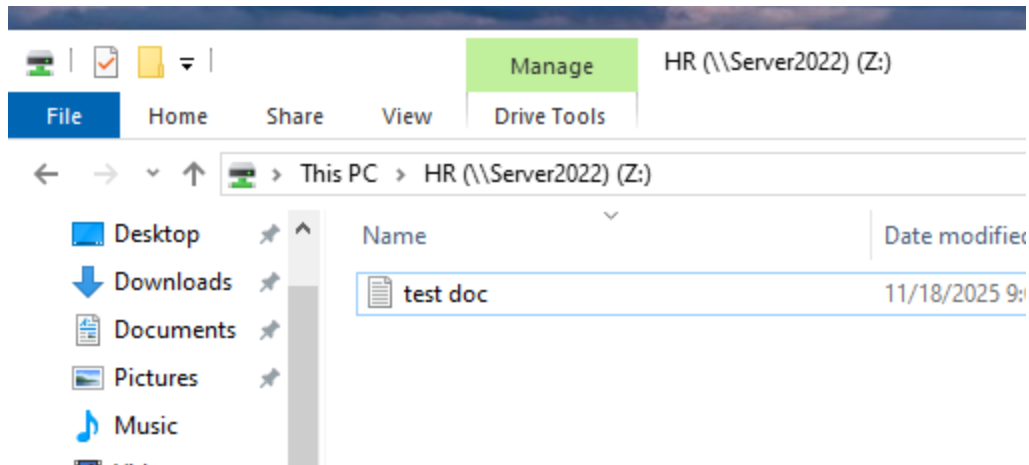 Manage
HR (\\Server2022) (Z:)
File Home Share View Drive Tools
This PC > HR (\\Server2022) (Z:)
Desktop
Name
Date modified
Downloads
test doc
11/18/2025 9:
Documents
Pictures
Music